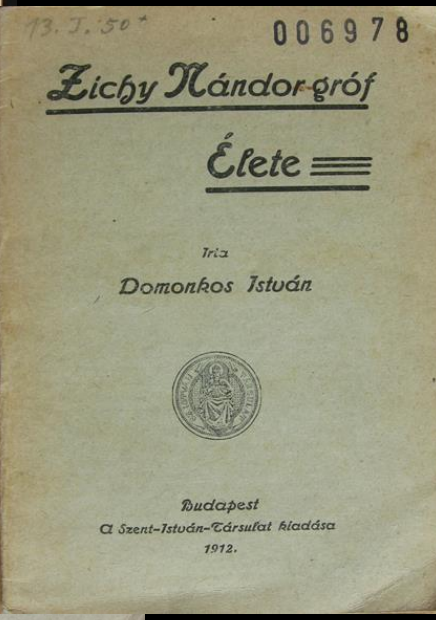 13. I. 50+
006978
Zichy Nándor gróf
Élete
Irta
Domonkos István
Budapest
A Szent-István-Társulat kiadása
1912.